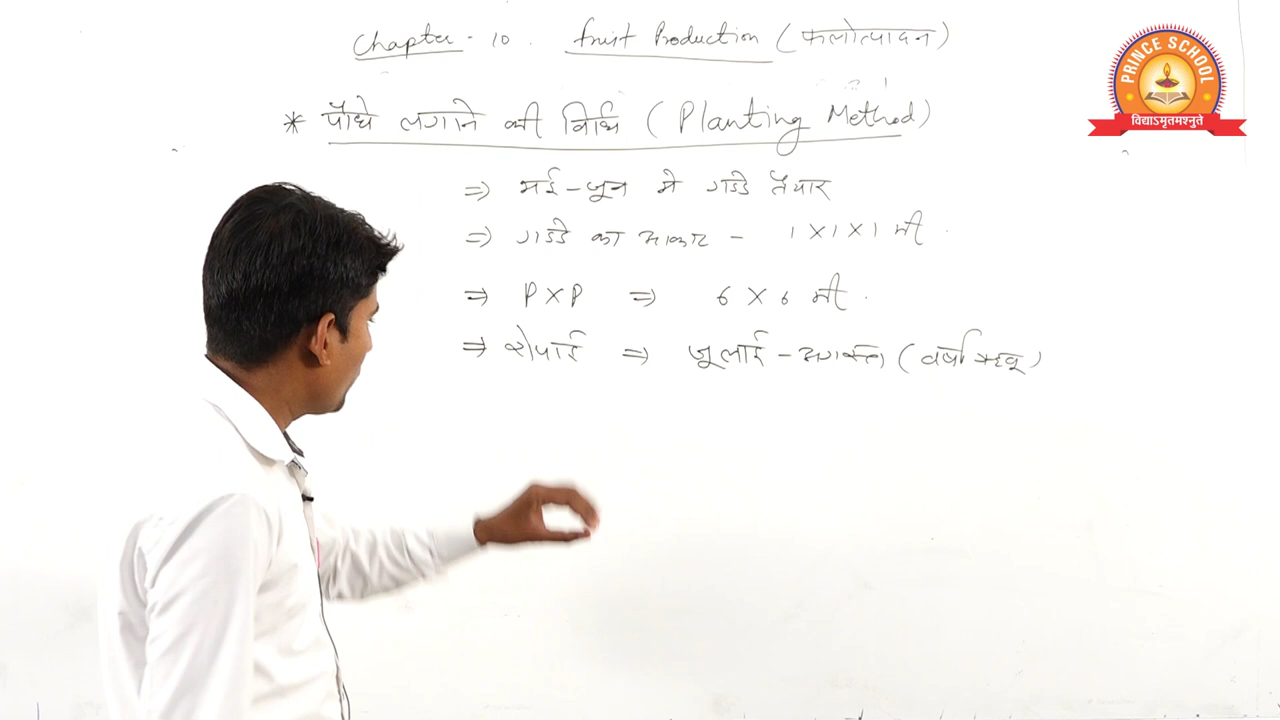 Chapter - 10. Fruit Production (फलोत्पादन)
* पौधे लगाने की विधि (Planting Method)
⇒ मई-जून मे गड्डे तैयार
⇒ गड्डे का आकार - 1 X 1 X 1 मी.
⇒ P X P ⇒ 6 X 6 मी.
⇒ रोपाई ⇒ जुलाई - अगस्त (वर्षा ऋतु)
PRINCE SCHOOL
विद्याऽमृतमश्नुते